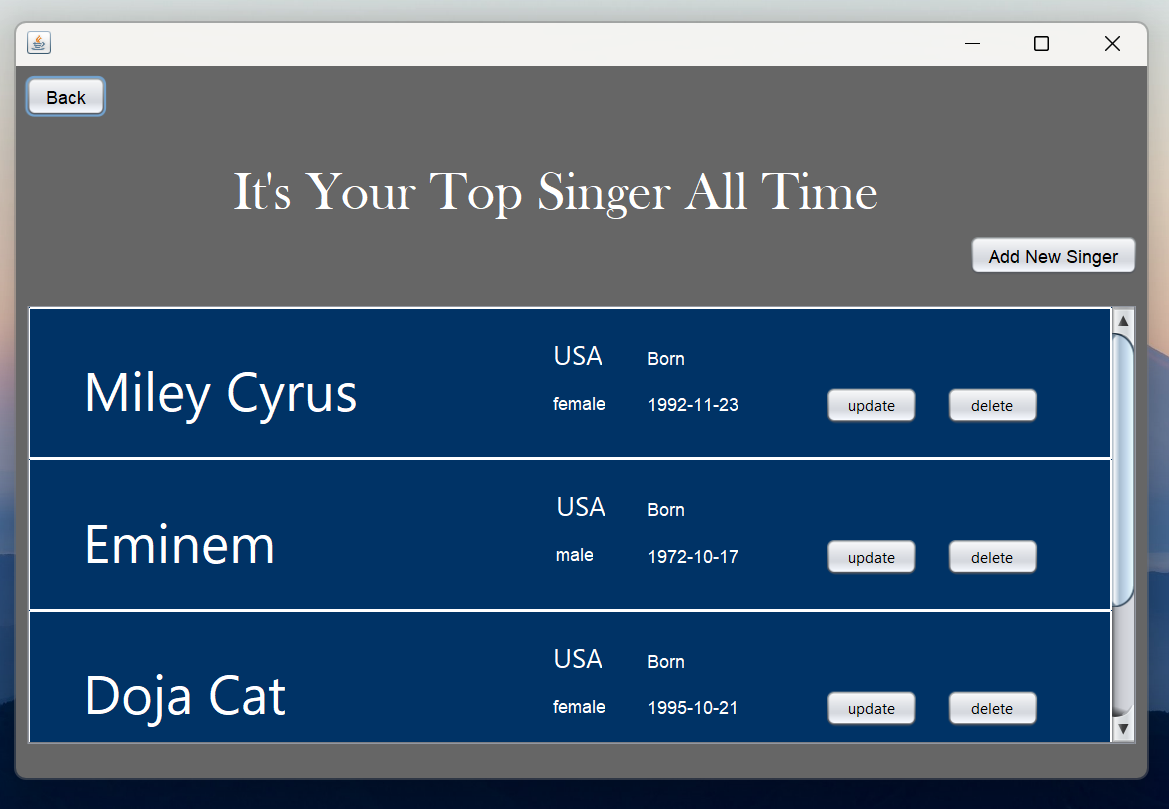 Back
It's Your Top Singer All Time
Add New Singer
USA Born
Miley Cyrus
female 1992-11-23 update delete
USA Born
Eminem
male 1972-10-17 update delete
USA Born
Doja Cat
female 1995-10-21 update delete